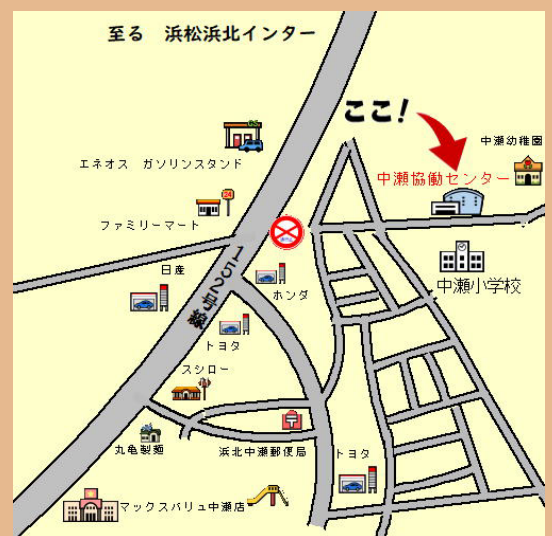 至る 浜松浜北インター
ここ!
中瀬幼稚園
エネオス ガソリンスタンド
中瀬協働センター
24
ファミリーマート
152号線
日産
ホンダ
中瀬小学校
トヨタ
スシロー
丸亀製麺
浜北中瀬郵便局
トヨタ
マックスバリュ中瀬店